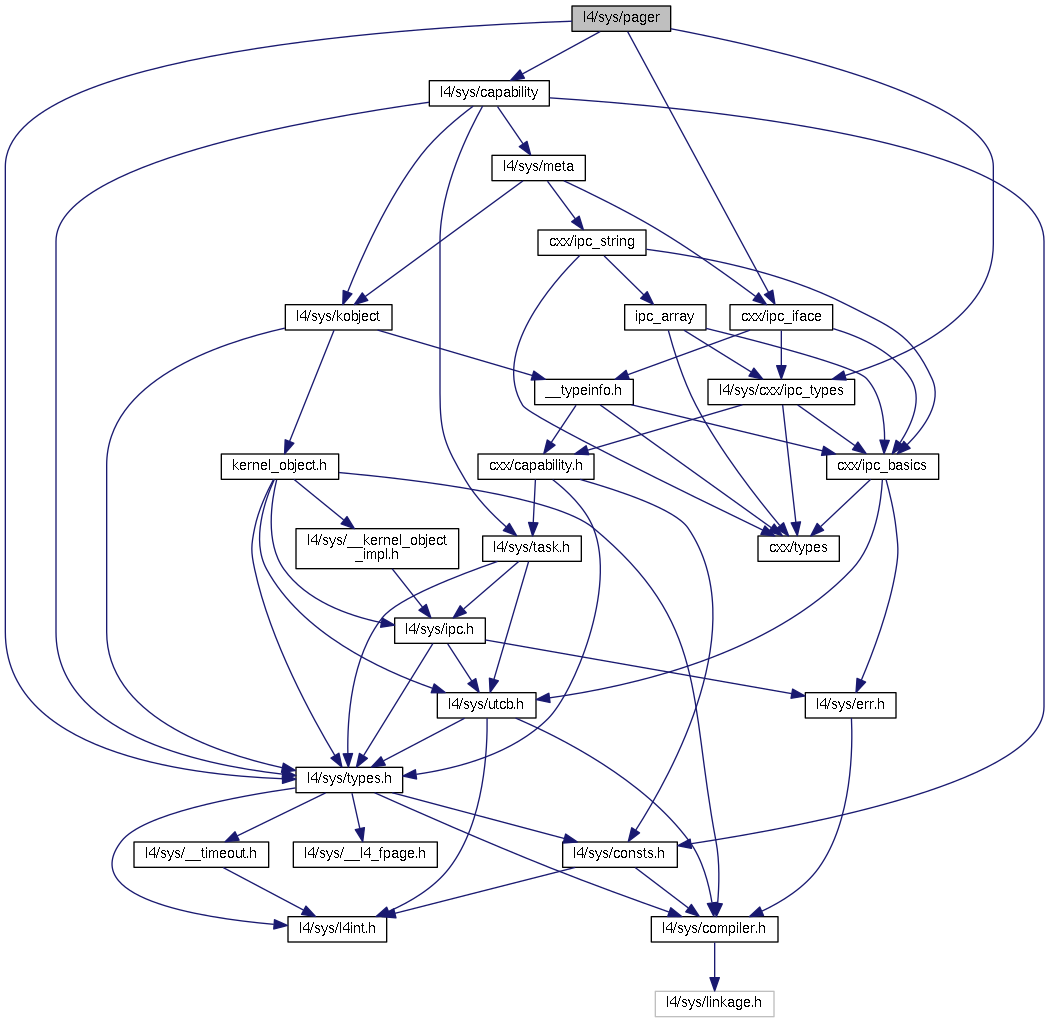 l4/sys/pager
l4/sys/capability
l4/sys/meta
cxx/ipc_string
l4/sys/kobject
ipc_array
cxx/ipc_iface
__typeinfo.h
l4/sys/cxx/ipc_types
kernel_object.h
cxx/capability.h
cxx/ipc_basics
l4/sys/__kernel_object
_impl.h
l4/sys/task.h
cxx/types
l4/sys/ipc.h
l4/sys/utcb.h
l4/sys/err.h
l4/sys/types.h
l4/sys/__timeout.h
l4/sys/__l4_fpage.h
l4/sys/consts.h
l4/sys/l4int.h
l4/sys/compiler.h
l4/sys/linkage.h